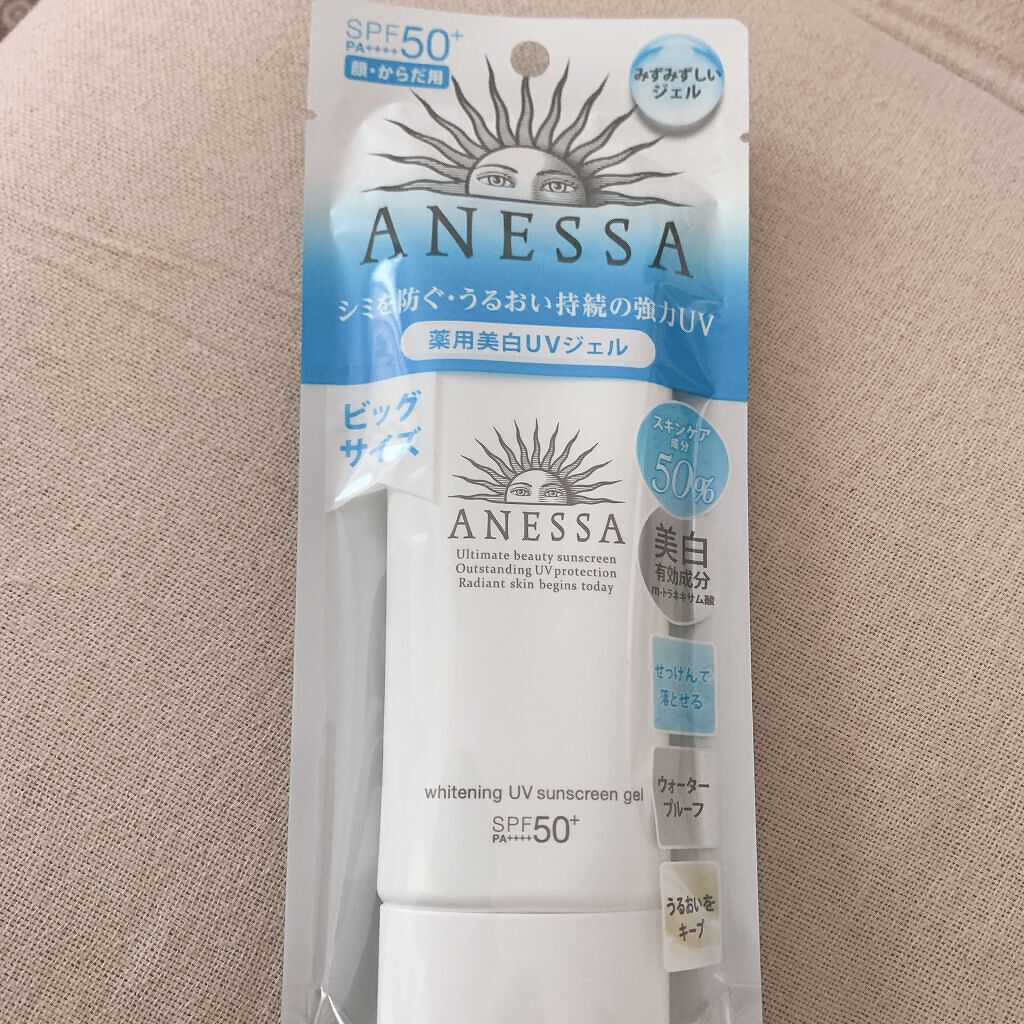 SPF50+
PA++++
顔・からだ用
みずみずしい
ジェル
ANESSA
シミを防ぐ・うるおい持続の強力UV
薬用美白UVジェル
ビッグ
サイズ
スキンケア
成分
50%
美白
有効成分
m-トラネキサム酸
ANESSA
Ultimate beauty sunscreen
Outstanding UV protection
Radiant skin begins today
せっけんで
落とせる
ウォーター
プルーフ
whitening UV sunscreen gel
SPF50+
PA++++
うるおいを
キープ